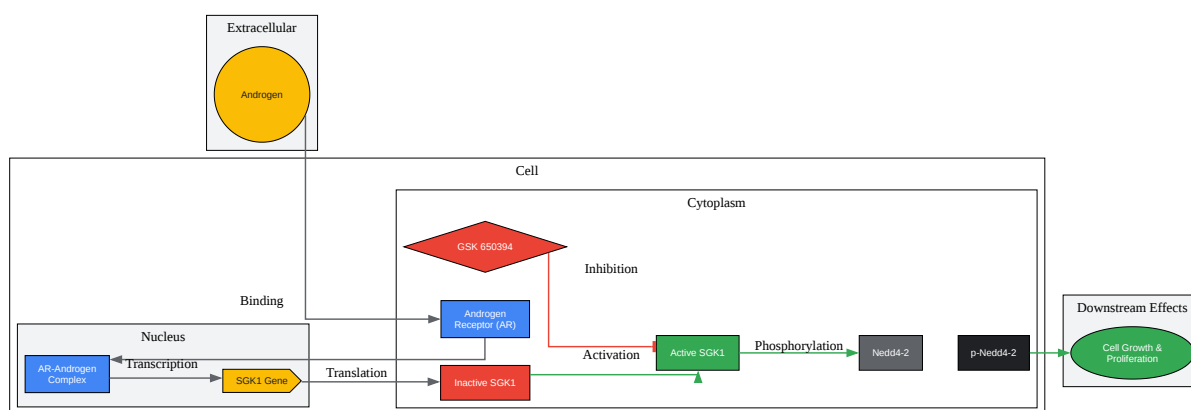 Extracellular
Androgen
Cell
Cytoplasm
GSK 650394
Inhibition
Binding
Androgen
Receptor (AR)
Downstream Effects
Nucleus
Cell Growth &
Proliferation
Transcription
Activation
Active SGK1
Phosphorylation
Nedd4-2
p-Nedd4-2
AR-Androgen
Complex
SGK1 Gene
Translation
Inactive SGK1